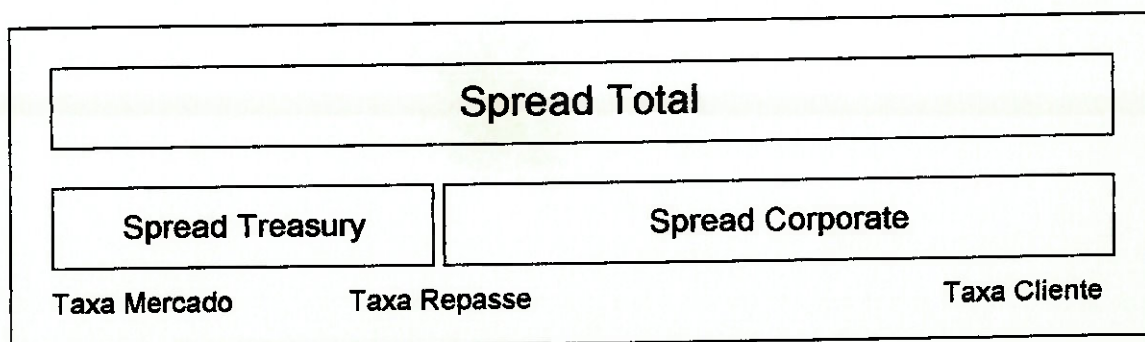 Spread Total
Spread Treasury Spread Corporate
Taxa Mercado Taxa Repasse Taxa Cliente